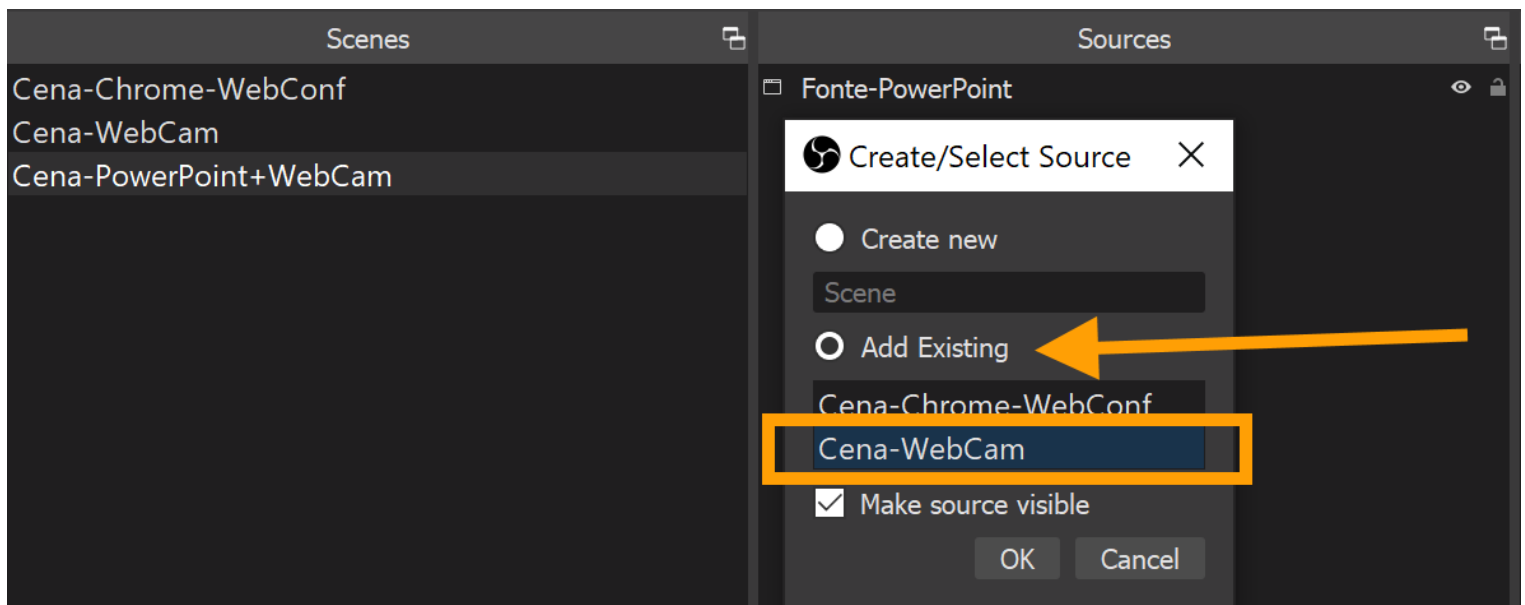 Scenes
Cena-Chrome-WebConf
Cena-WebCam
Cena-PowerPoint+WebCam
Sources
Fonte-PowerPoint
Create/Select Source
Create new
Scene
Add Existing
Cena-Chrome-WebConf
Cena-WebCam
Make source visible
OK Cancel